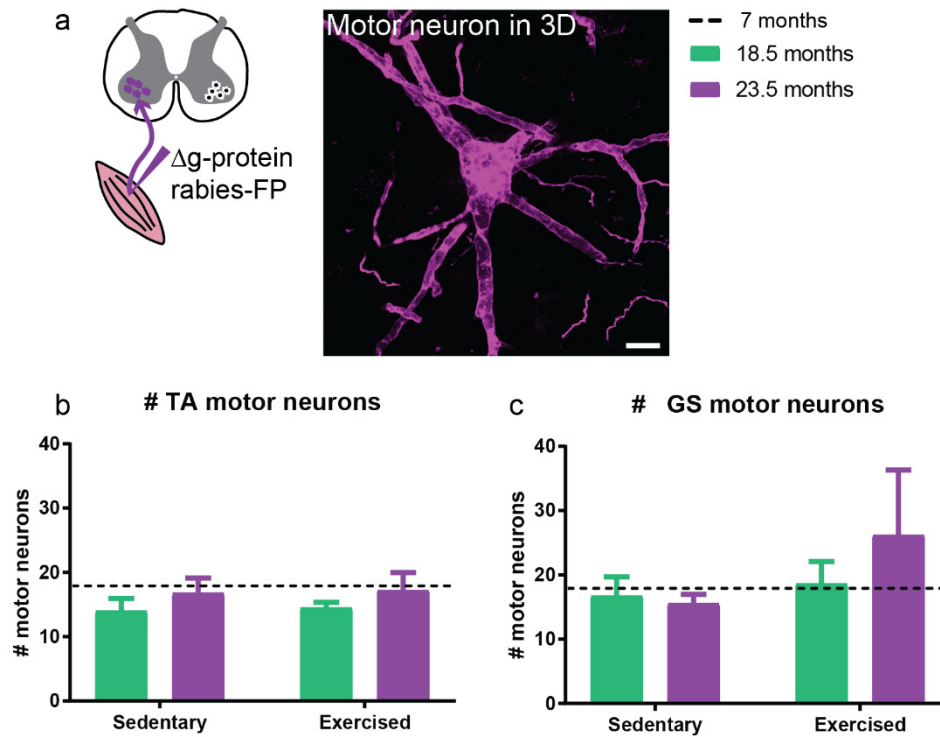 a
Δg-protein
rabies-FP
Motor neuron in 3D
7 months
18.5 months
23.5 months
b
# TA motor neurons
# motor neurons
40
30
20
10
0
Sedentary
Exercised
c
# GS motor neurons
# motor neurons
40
30
20
10
0
Sedentary
Exercised